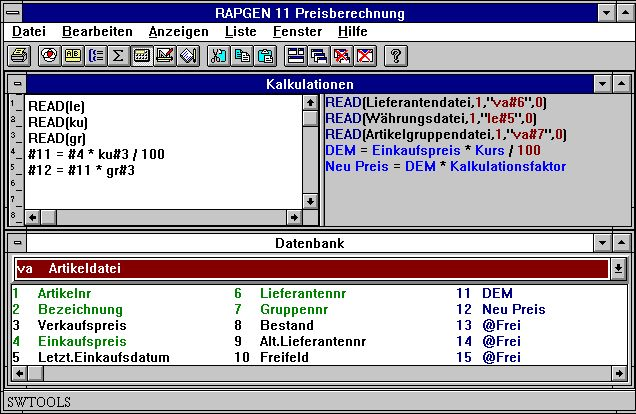 RAPGEN 11 Preisberechnung
Datei Bearbeiten Anzeigen Liste Fenster Hilfe
Kalkulationen
1 READ(le)
2 READ(ku)
3 READ(gr)
4 #11 = #4 * ku#3 / 100
5 #12 = #11 * gr#3
6
7
8
READ(Lieferantendatei,1,"va#6",0)
READ(Währungsdatei,1,"le#5",0)
READ(Artikelgruppendatei,1,"va#7",0)
DEM = Einkaufspreis * Kurs / 100
Neu Preis = DEM * Kalkulationsfaktor
Datenbank
va Artikeldatei
1 Artikelnr 6 Lieferantennr 11 DEM
2 Bezeichnung 7 Gruppennr 12 Neu Preis
3 Verkaufspreis 8 Bestand 13 @Frei
4 Einkaufspreis 9 Alt.Lieferantennr 14 @Frei
5 Letzt.Einkaufsdatum 10 Freifeld 15 @Frei
SWTOOLS